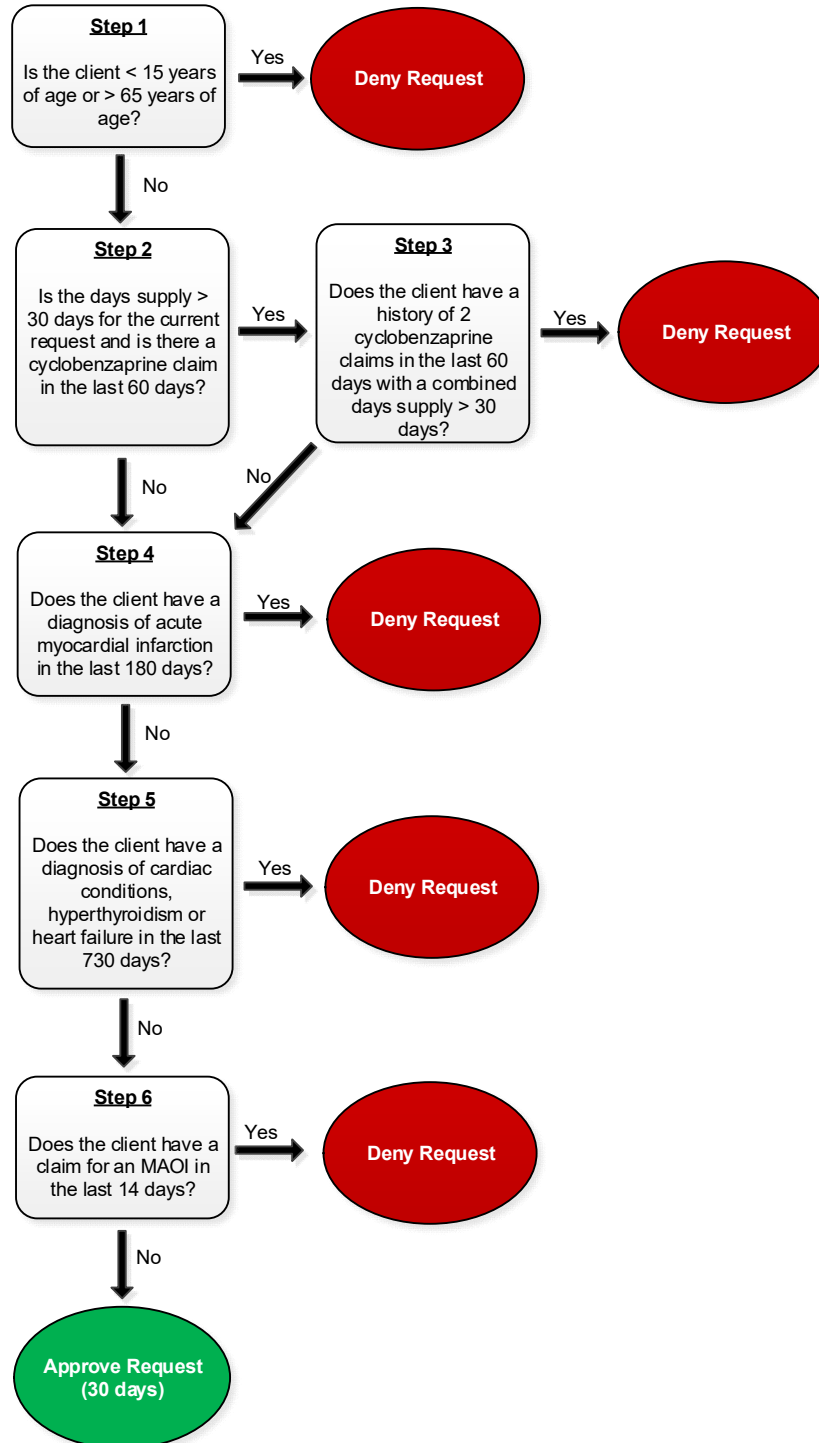 Step 1
Is the client < 15 years
of age or > 65 years of
age?
Yes
Deny Request
No
Step 2
Is the days supply >
30 days for the current
request and is there a
cyclobenzaprine claim
in the last 60 days?
Yes
Step 3
Does the client have a
history of 2
cyclobenzaprine
claims in the last 60
days with a combined
days supply > 30
days?
Yes
Deny Request
No
No
Step 4
Does the client have a
diagnosis of acute
myocardial infarction
in the last 180 days?
Yes
Deny Request
No
Step 5
Does the client have a
diagnosis of cardiac
conditions,
hyperthyroidism or
heart failure in the last
730 days?
Yes
Deny Request
No
Step 6
Does the client have a
claim for an MAOI in
the last 14 days?
Yes
Deny Request
No
Approve Request
(30 days)